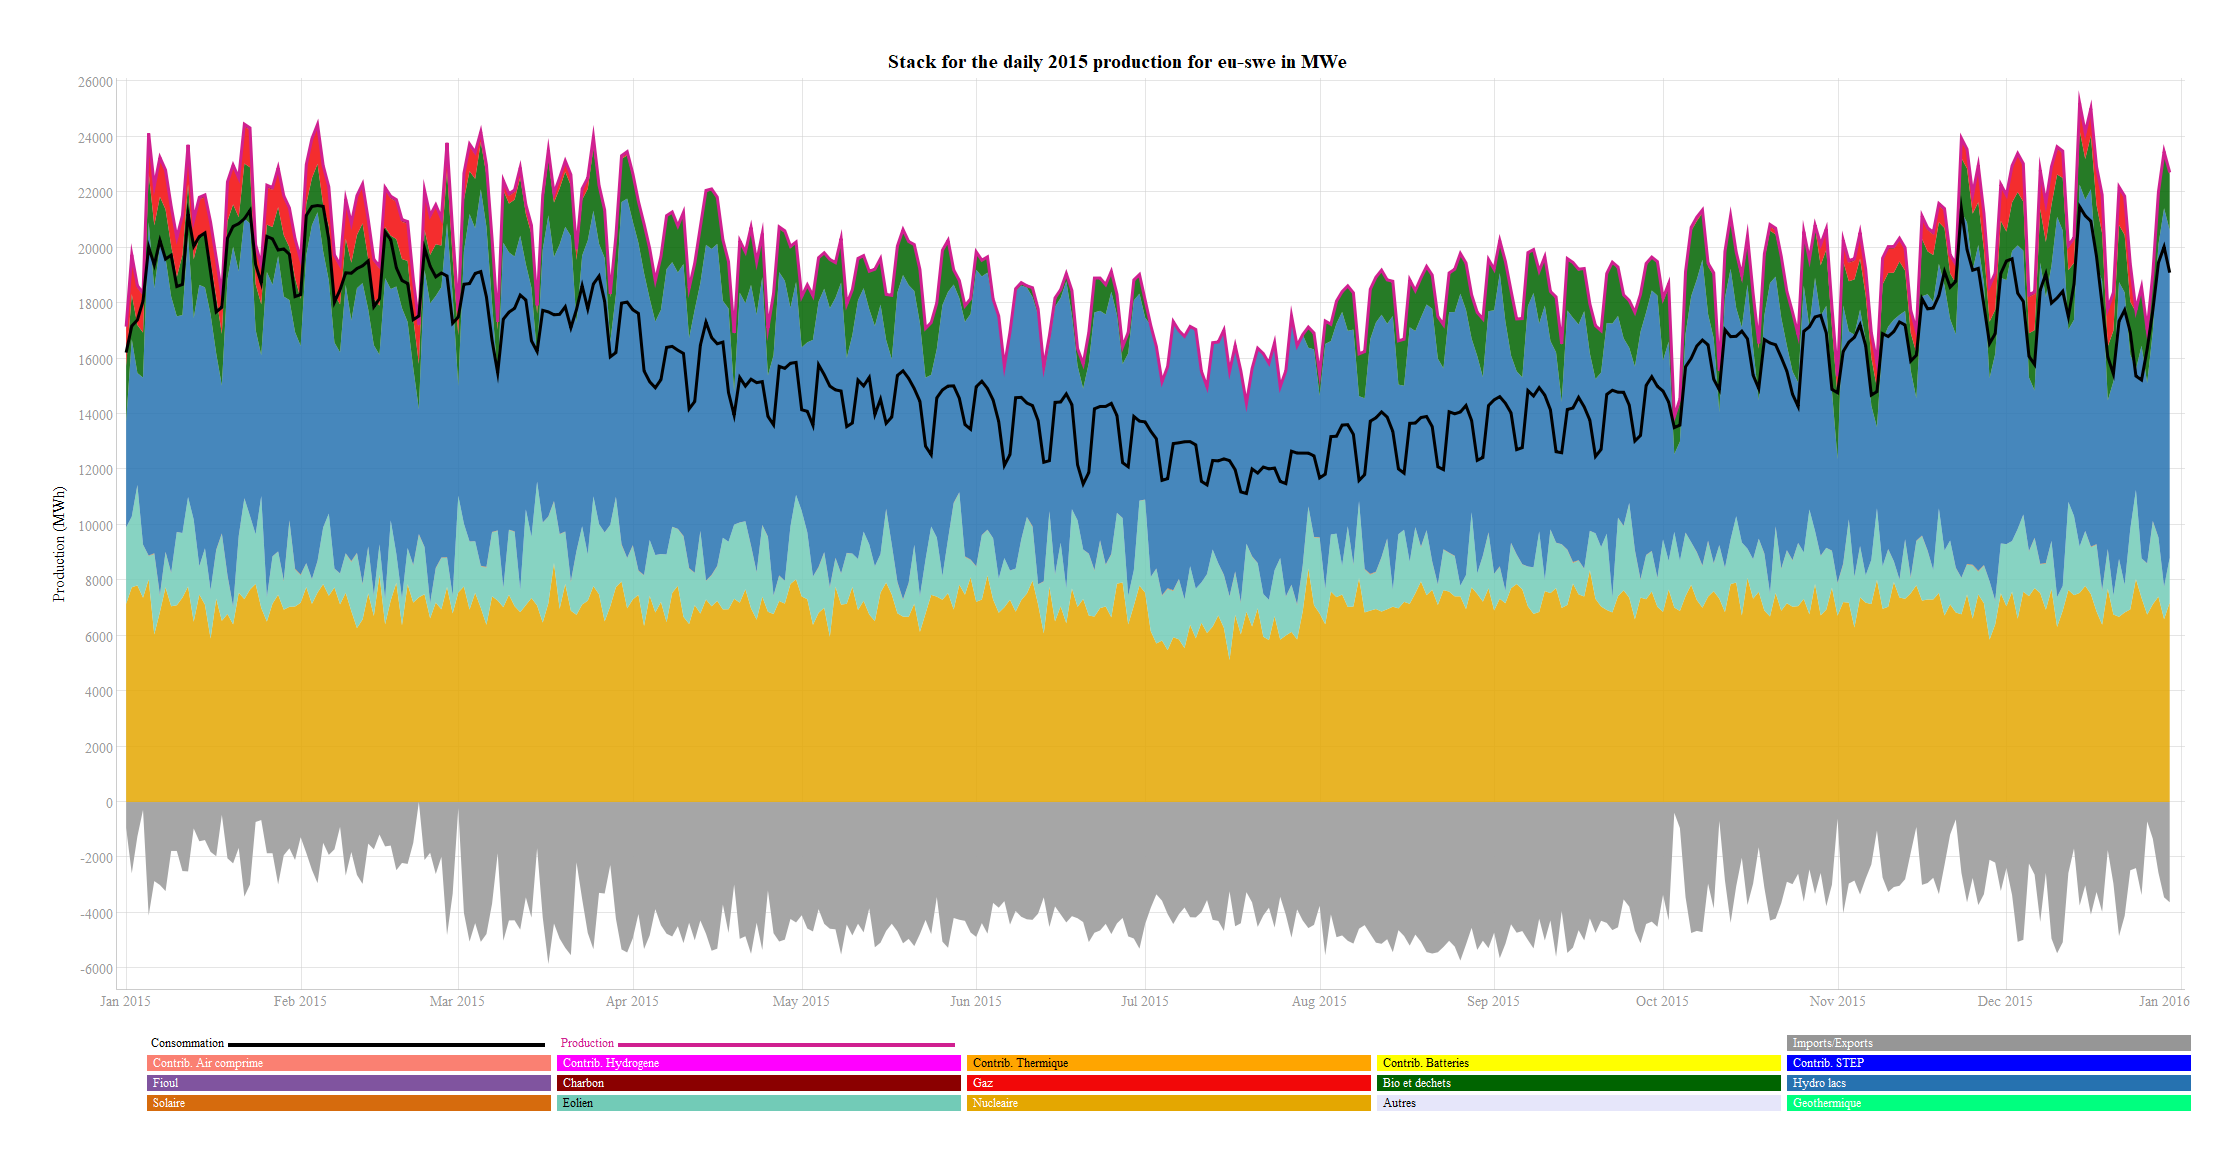 Stack for the daily 2015 production for eu-swe in MWe
26000
24000
22000
20000
18000
16000
14000
12000
10000
8000
6000
4000
2000
0
-2000
-4000
-6000
Production (MWh)
Jan 2015 Feb 2015 Mar 2015 Apr 2015 May 2015 Jun 2015 Jul 2015 Aug 2015 Sep 2015 Oct 2015 Nov 2015 Dec 2015 Jan 2016
Consommation Production Imports/Exports
Contrib. Air comprime Contrib. Hydrogene Contrib. Thermique Contrib. Batteries Contrib. STEP
Fioul Charbon Gaz Bio et dechets Hydro lacs
Solaire Eolien Nucleaire Autres Geothermique